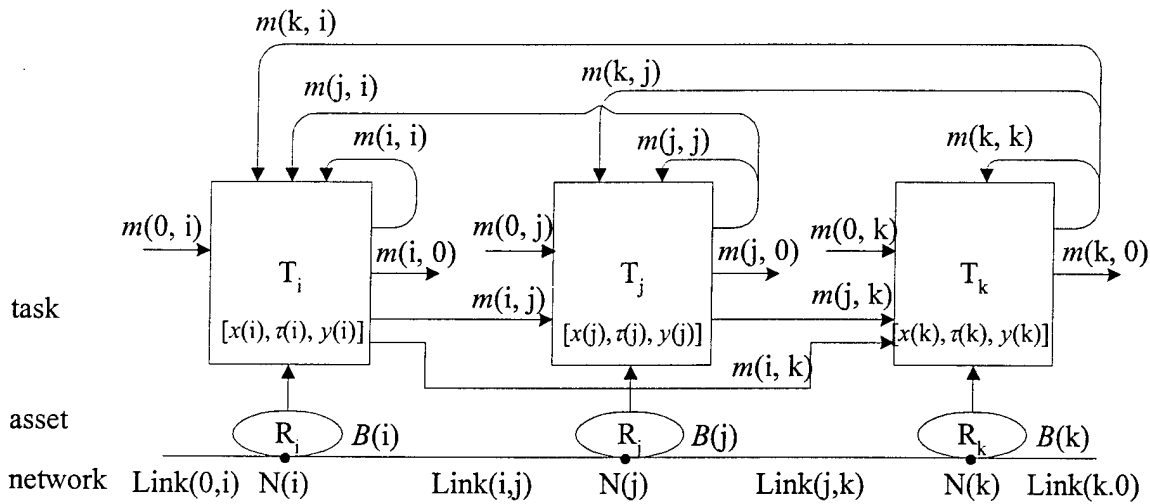 m(k, i)
m(k, j)
m(j, i)
m(i, i)
m(j, j)
m(k, k)
m(0, i)
m(0, j)
m(0, k)
m(i, 0)
m(j, 0)
m(k, 0)
T_i
T_j
T_k
m(i, j)
m(j, k)
task
[x(i), τ(i), y(i)]
[x(j), τ(j), y(j)]
[x(k), τ(k), y(k)]
m(i, k)
asset
R_i
B(i)
R_j
B(j)
R_k
B(k)
network
Link(0,i)
N(i)
Link(i,j)
N(j)
Link(j,k)
N(k)
Link(k.0)